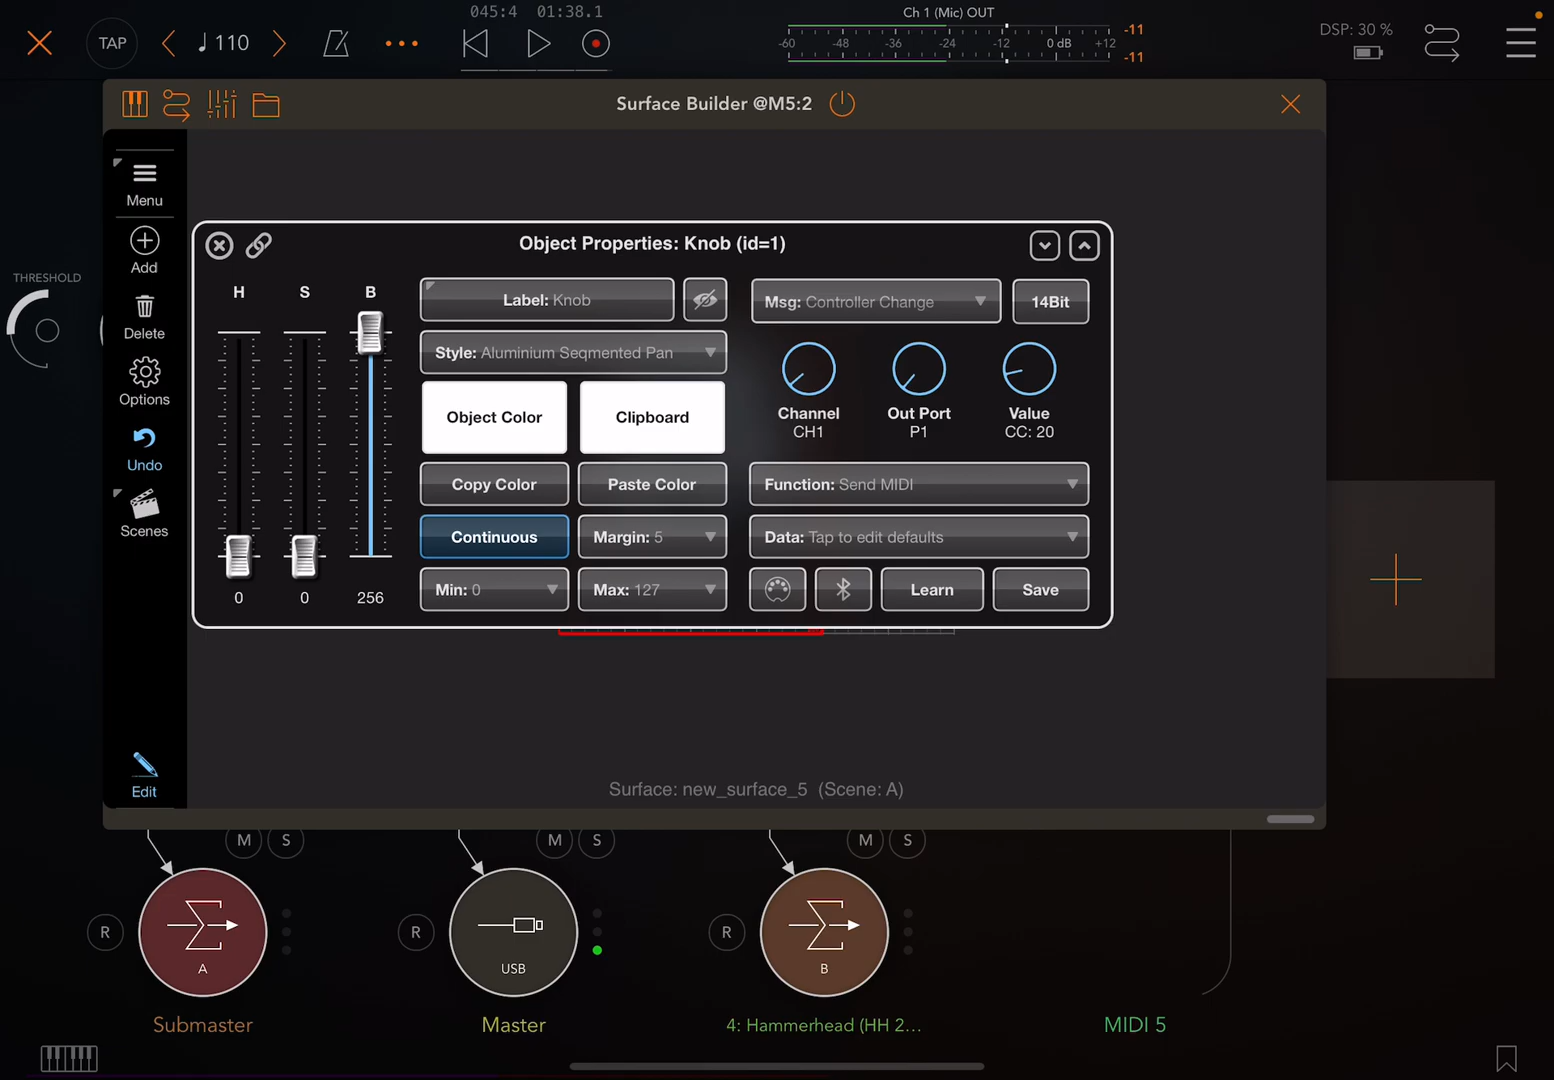 045:4 01:38.1
Ch 1 (Mic) OUT
TAP
110
-60 -48 -36 -24 -12 0 dB +12
-11
-11
DSP: 30 %
Surface Builder @M5:2
Menu
Add
Delete
Options
Undo
Scenes
Edit
THRESHOLD
Object Properties: Knob (id=1)
H S B
0 0 256
Label: Knob
Style: Aluminium Seqmented Pan
Object Color Clipboard
Copy Color Paste Color
Continuous Margin: 5
Min: 0 Max: 127
Msg: Controller Change 14Bit
Channel Out Port Value
CH1 P1 CC: 20
Function: Send MIDI
Data: Tap to edit defaults
Learn Save
Surface: new_surface_5 (Scene: A)
M S M S M S
R R R
A USB B
Submaster Master 4: Hammerhead (HH 2... MIDI 5